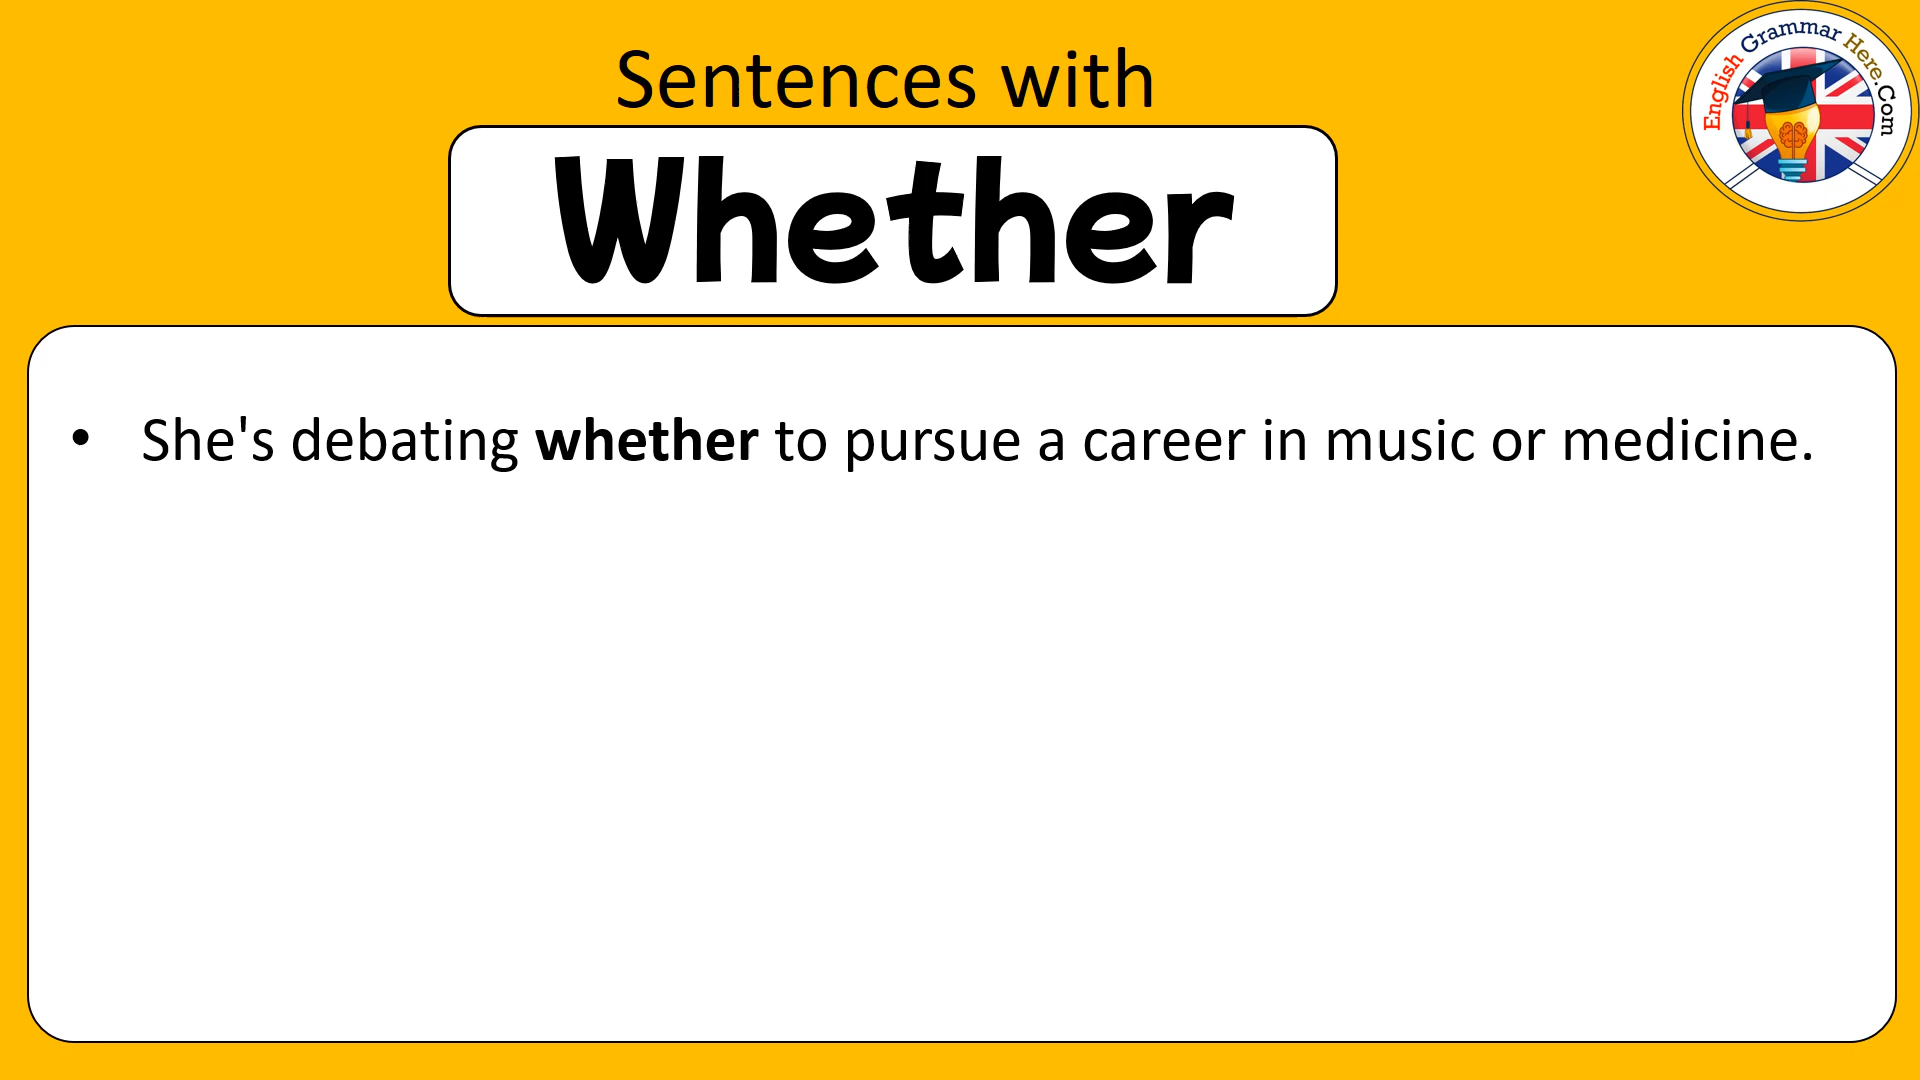 Sentences with
English Grammar Here.Com
Whether
• She's debating whether to pursue a career in music or medicine.